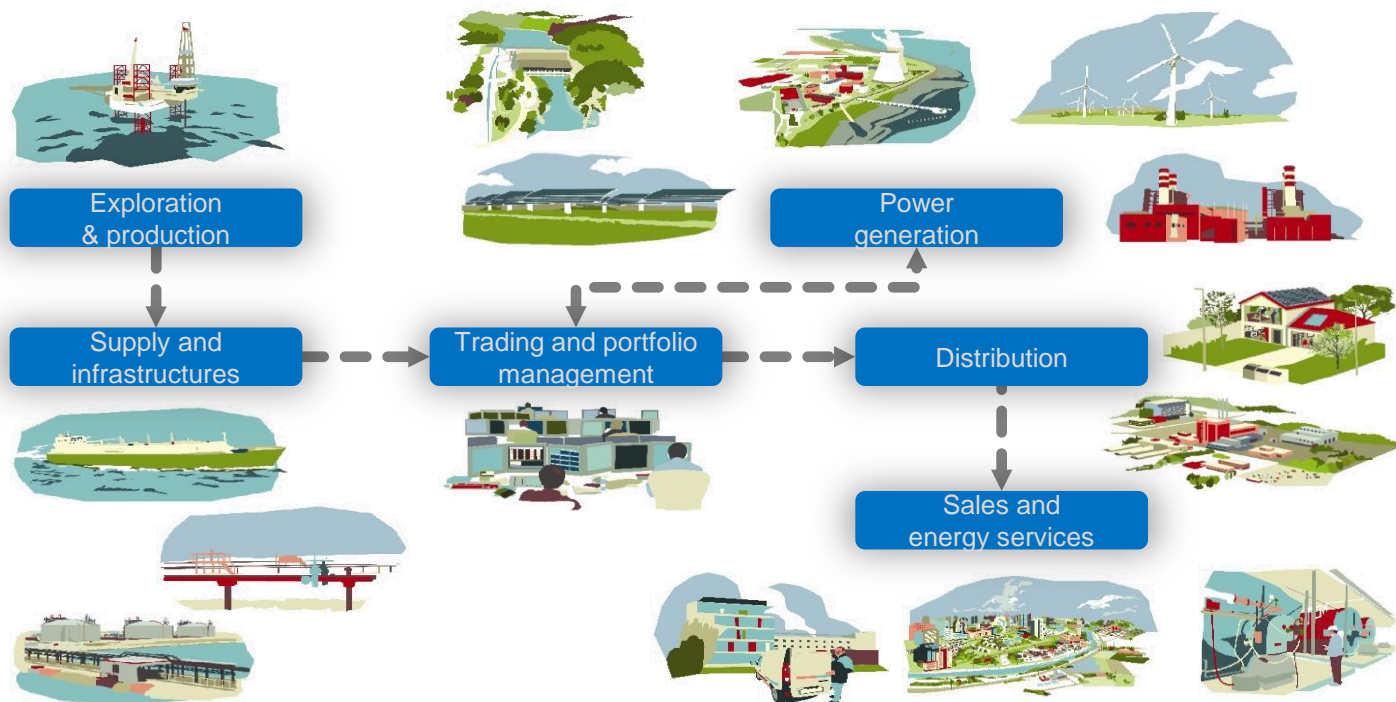 Exploration
& production
Power
generation
Supply and
infrastructures
Trading and portfolio
management
Distribution
Sales and
energy services